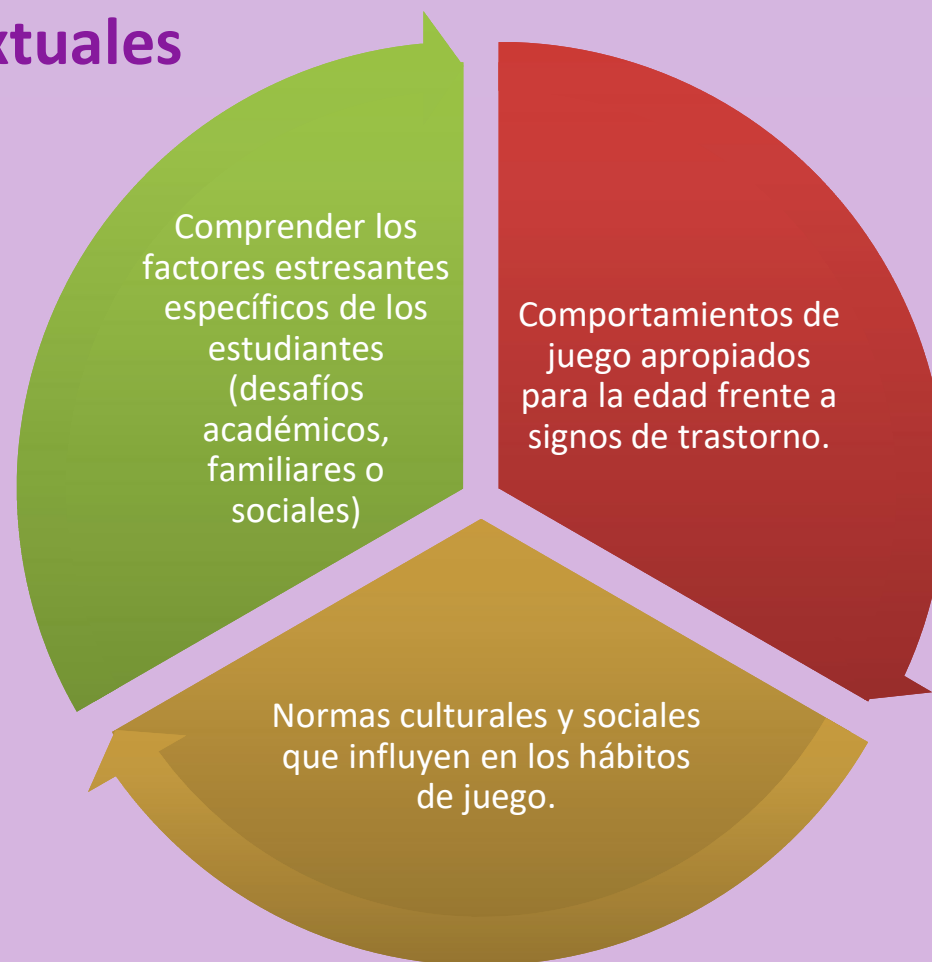 xtuales
Comprender los
factores estresantes
específicos de los
estudiantes
(desafíos
académicos,
familiares o
sociales)
Comportamientos de
juego apropiados
para la edad frente a
signos de trastorno.
Normas culturales y sociales
que influyen en los hábitos
de juego.